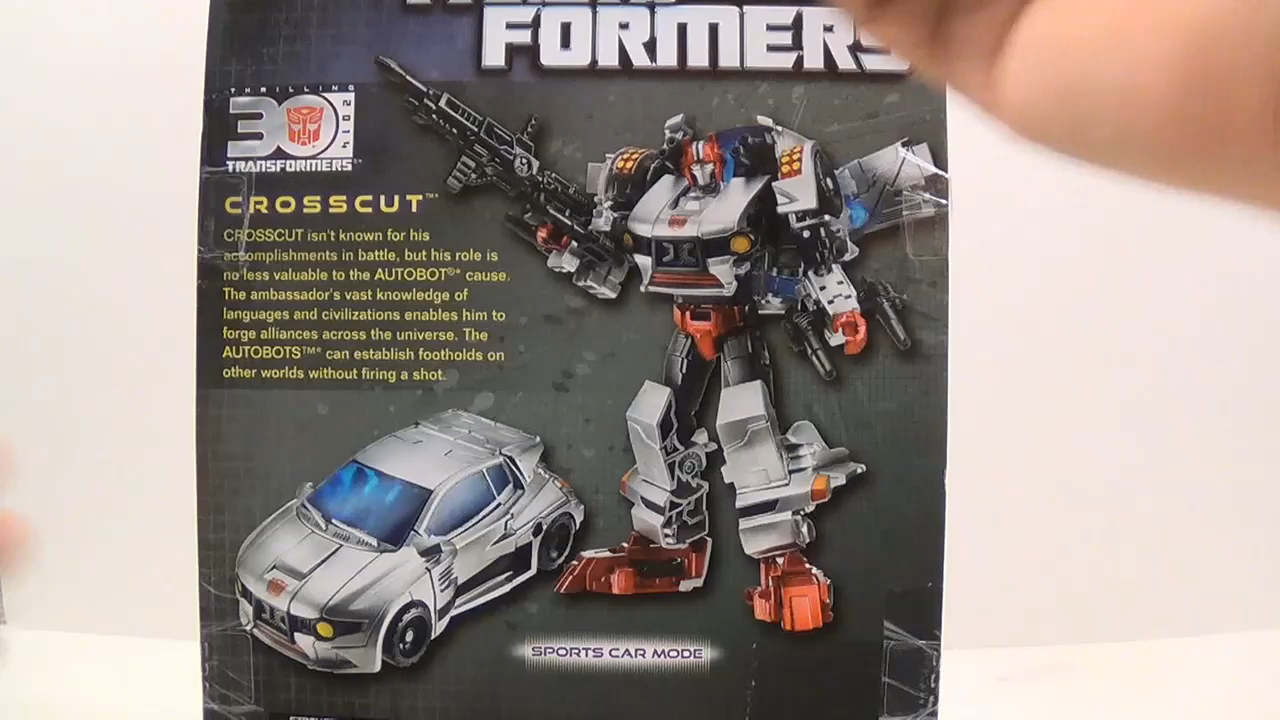 FORMERS
THRILLING
30
2014
TRANSFORMERS™
CROSSCUT™*
CROSSCUT isn't known for his
accomplishments in battle, but his role is
no less valuable to the AUTOBOT®* cause.
The ambassador's vast knowledge of
languages and civilizations enables him to
forge alliances across the universe. The
AUTOBOTS™* can establish footholds on
other worlds without firing a shot.
SPORTS CAR MODE